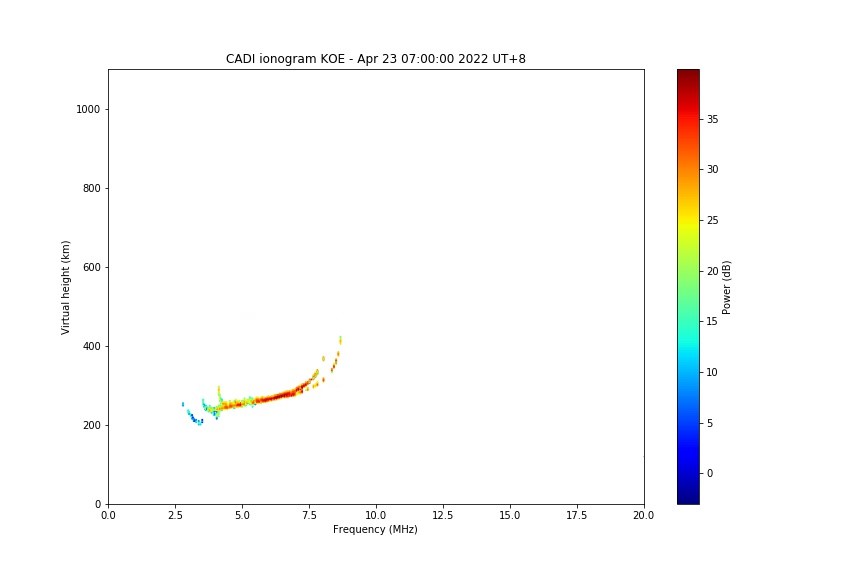 CADI ionogram KOE - Apr 23 07:00:00 2022 UT+8
1000
800
600
400
200
0
Virtual height (km)
0.0 2.5 5.0 7.5 10.0 12.5 15.0 17.5 20.0
Frequency (MHz)
35
30
25
20
15
10
5
0
Power (dB)